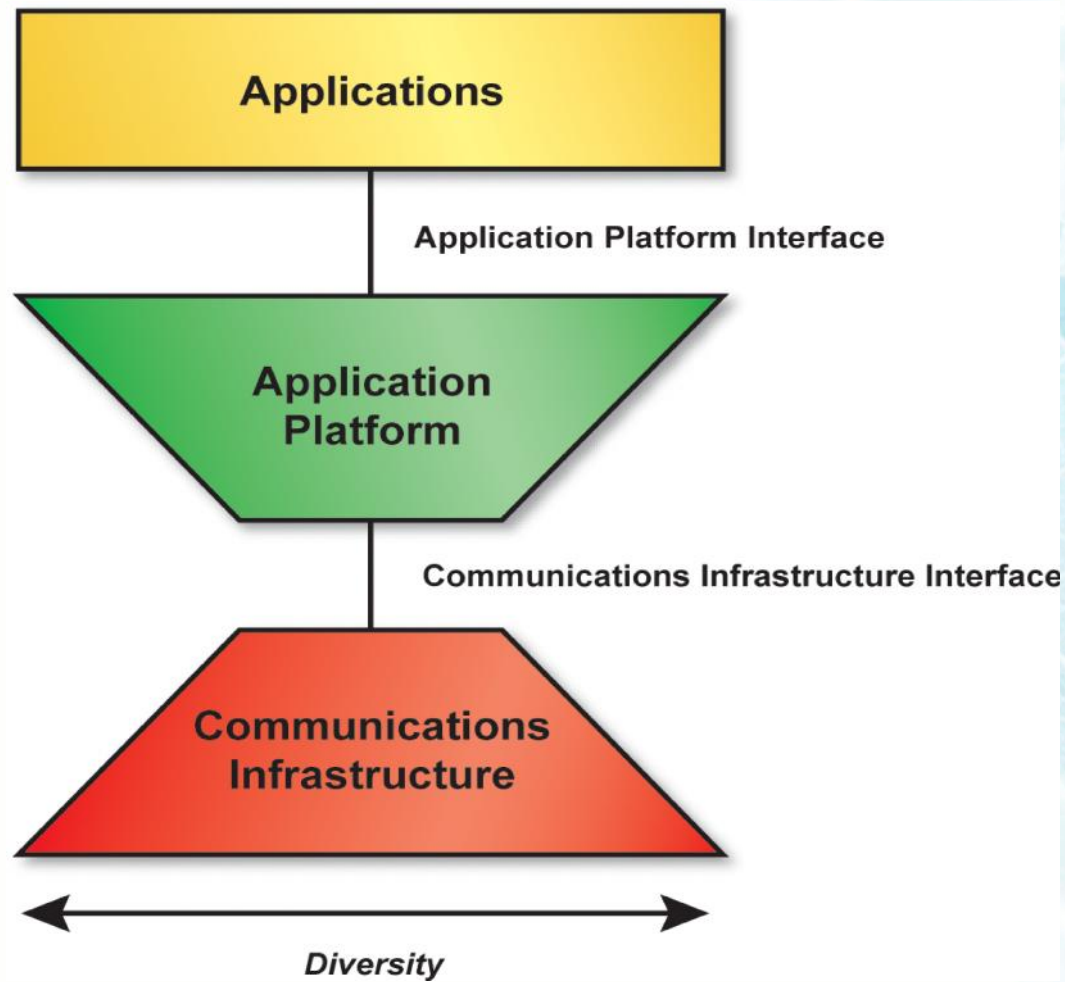 Applications
Application Platform Interface
Application
Platform
Communications Infrastructure Interface
Communications
Infrastructure
Diversity